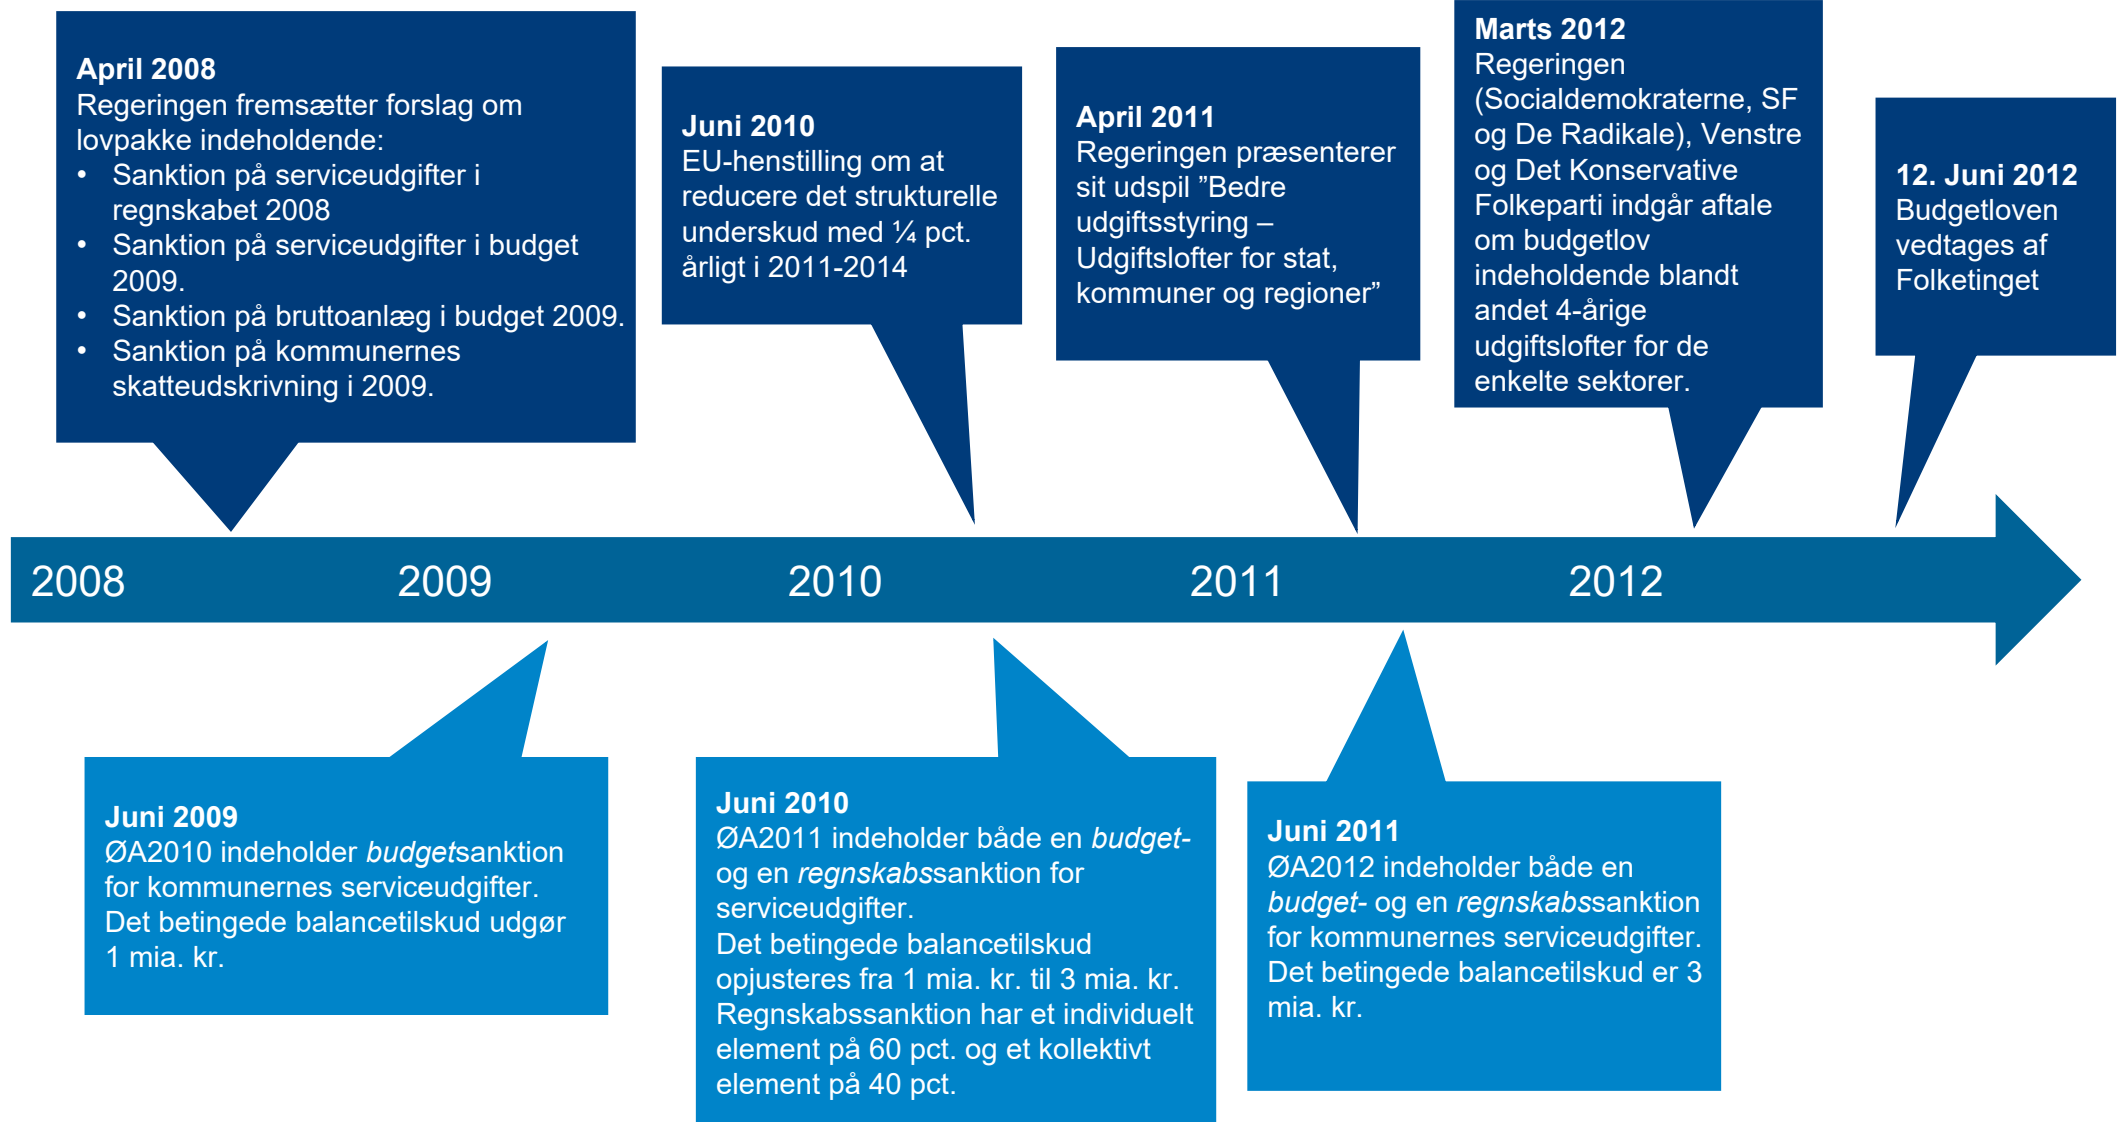 April 2008
Regeringen fremsætter forslag om
lovpakke indeholdende:
• Sanktion på serviceudgifter i
regnskabet 2008
• Sanktion på serviceudgifter i budget
2009.
• Sanktion på bruttoanlæg i budget 2009.
• Sanktion på kommunernes
skatteudskrivning i 2009.
Juni 2010
EU-henstilling om at
reducere det strukturelle
underskud med ¼ pct.
årligt i 2011-2014
April 2011
Regeringen præsenterer
sit udspil ”Bedre
udgiftsstyring –
Udgiftslofter for stat,
kommuner og regioner”
Marts 2012
Regeringen
(Socialdemokraterne, SF
og De Radikale), Venstre
og Det Konservative
Folkeparti indgår aftale
om budgetlov
indeholdende blandt
andet 4-årige
udgiftslofter for de
enkelte sektorer.
12. Juni 2012
Budgetloven
vedtages af
Folketinget
2008 2009 2010 2011 2012
Juni 2009
ØA2010 indeholder budgetsanktion
for kommunernes serviceudgifter.
Det betingede balancetilskud udgør
1 mia. kr.
Juni 2010
ØA2011 indeholder både en budget-
og en regnskabssanktion for
serviceudgifter.
Det betingede balancetilskud
opjusteres fra 1 mia. kr. til 3 mia. kr.
Regnskabssanktion har et individuelt
element på 60 pct. og et kollektivt
element på 40 pct.
Juni 2011
ØA2012 indeholder både en
budget- og en regnskabssanktion
for kommunernes serviceudgifter.
Det betingede balancetilskud er 3
mia. kr.